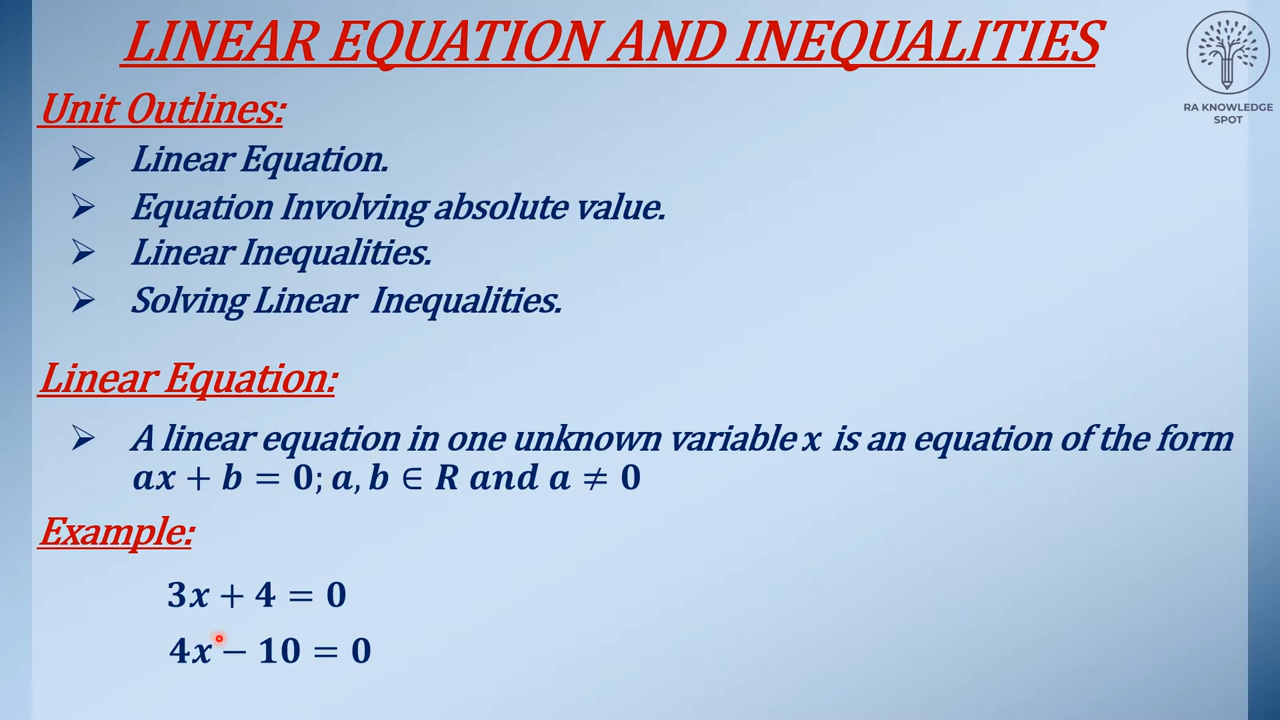 LINEAR EQUATION AND INEQUALITIES
RA KNOWLEDGE
SPOT
Unit Outlines:
➢ Linear Equation.
➢ Equation Involving absolute value.
➢ Linear Inequalities.
➢ Solving Linear Inequalities.
Linear Equation:
➢ A linear equation in one unknown variable x is an equation of the form
ax + b = 0; a, b ∈ R and a ≠ 0
Example:
3x + 4 = 0
4x − 10 = 0